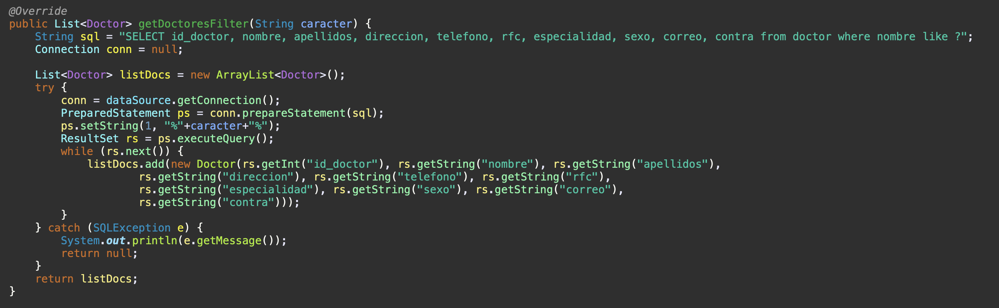 @Override
public List<Doctor> getDoctoresFilter(String caracter) {
    String sql = "SELECT id_doctor, nombre, apellidos, direccion, telefono, rfc, especialidad, sexo, correo, contra from doctor where nombre like ?";
    Connection conn = null;

    List<Doctor> listDocs = new ArrayList<Doctor>();
    try {
        conn = dataSource.getConnection();
        PreparedStatement ps = conn.prepareStatement(sql);
        ps.setString(1, "%"+caracter+"%");
        ResultSet rs = ps.executeQuery();
        while (rs.next()) {
            listDocs.add(new Doctor(rs.getInt("id_doctor"), rs.getString("nombre"), rs.getString("apellidos"),
                    rs.getString("direccion"), rs.getString("telefono"), rs.getString("rfc"),
                    rs.getString("especialidad"), rs.getString("sexo"), rs.getString("correo"),
                    rs.getString("contra")));
        }
    } catch (SQLException e) {
        System.out.println(e.getMessage());
        return null;
    }
    return listDocs;
}